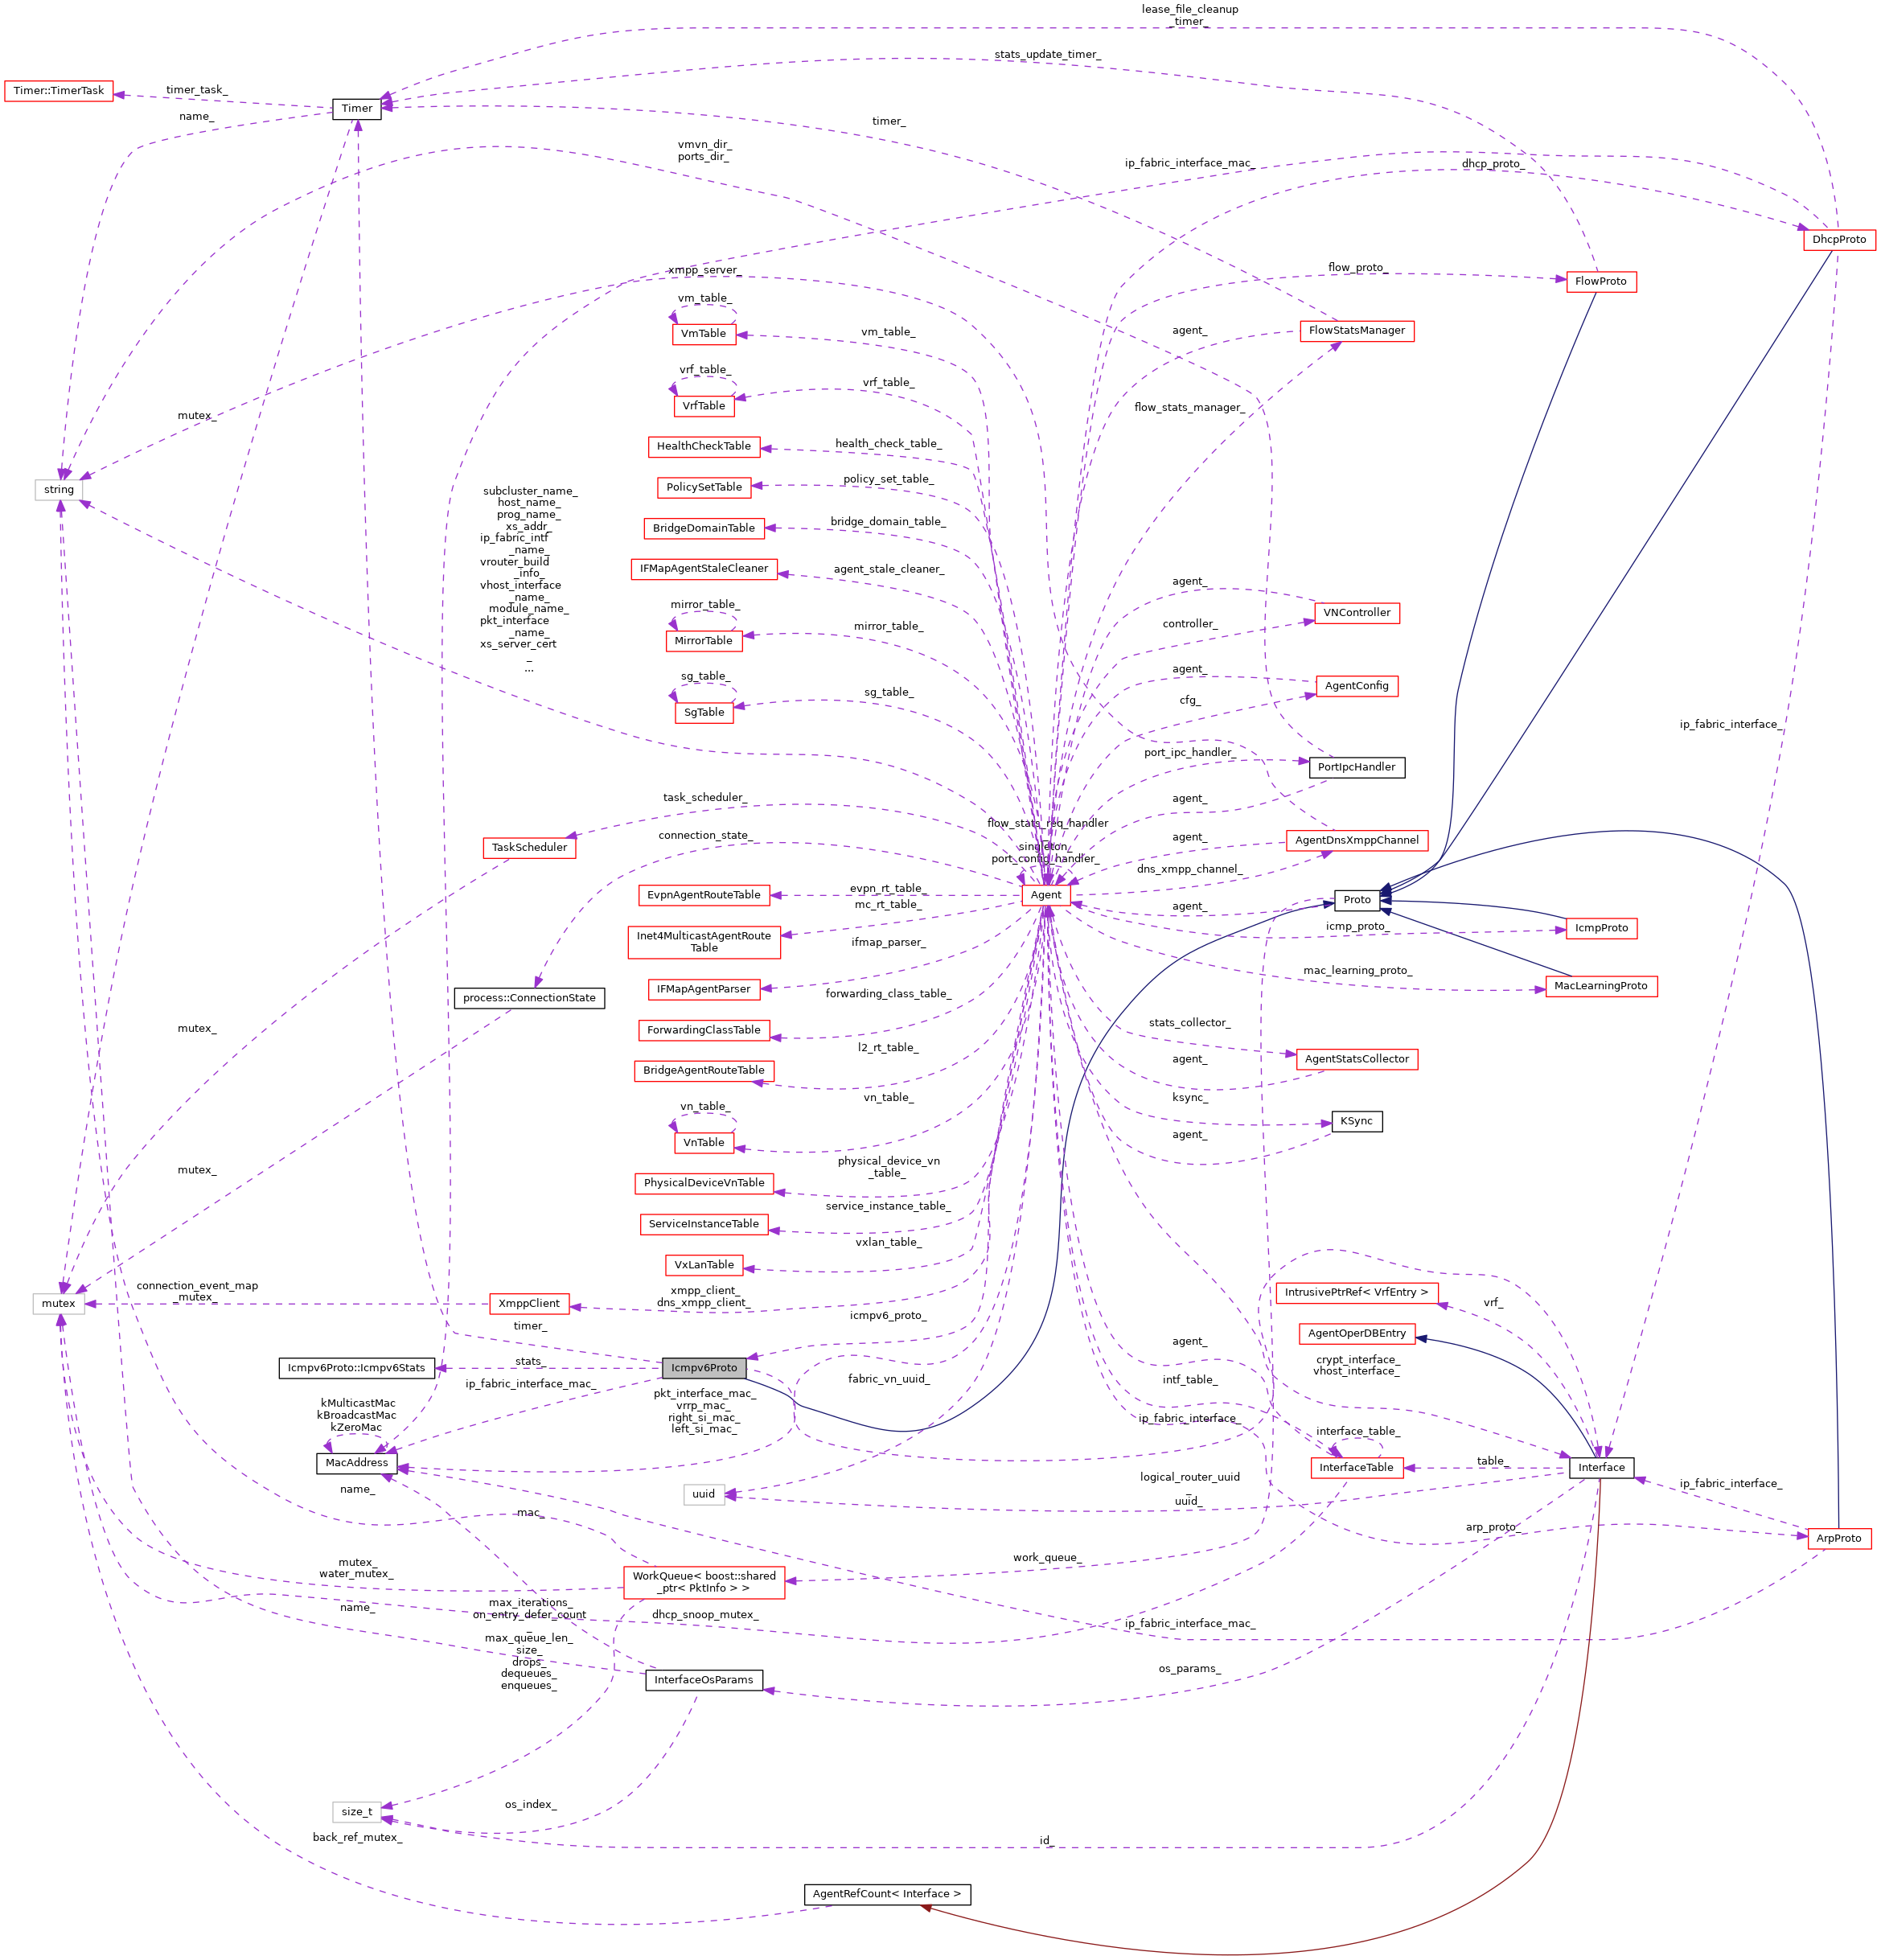 lease_file_cleanup
_timer_
stats_update_timer_
Timer::TimerTask
timer_task_
Timer
name_
timer_
vmvn_dir_
ports_dir_
ip_fabric_interface_mac_
dhcp_proto_
DhcpProto
xmpp_server_
flow_proto_
FlowProto
vm_table_
VmTable
vm_table_
agent_
FlowStatsManager
vrf_table_
VrfTable
vrf_table_
flow_stats_manager_
mutex_
HealthCheckTable
health_check_table_
string
PolicySetTable
policy_set_table_
subcluster_name_
host_name_
prog_name_
xs_addr_
ip_fabric_intf
_name_
vrouter_build
_info_
vhost_interface
_name_
module_name_
pkt_interface
_name_
xs_server_cert
_
...
BridgeDomainTable
bridge_domain_table_
IFMapAgentStaleCleaner
agent_stale_cleaner_
agent_
VNController
mirror_table_
MirrorTable
mirror_table_
controller_
sg_table_
SgTable
sg_table_
agent_
AgentConfig
cfg_
ip_fabric_interface_
port_ipc_handler_
PortIpcHandler
task_scheduler_
agent_
TaskScheduler
connection_state_
flow_stats_req_handler
_
singleton_
port_config_handler_
agent_
AgentDnsXmppChannel
dns_xmpp_channel_
EvpnAgentRouteTable
evpn_rt_table_
Agent
agent_
Proto
mc_rt_table_
Inet4MulticastAgentRoute
Table
icmp_proto_
IcmpProto
ifmap_parser_
IFMapAgentParser
mac_learning_proto_
MacLearningProto
process::ConnectionState
forwarding_class_table_
ForwardingClassTable
mutex_
stats_collector_
AgentStatsCollector
l2_rt_table_
BridgeAgentRouteTable
agent_
vn_table_
VnTable
vn_table_
ksync_
KSync
agent_
mutex_
PhysicalDeviceVnTable
physical_device_vn
_table_
ServiceInstanceTable
service_instance_table_
VxLanTable
vxlan_table_
connection_event_map
_mutex_
mutex
XmppClient
xmpp_client_
dns_xmpp_client_
IntrusivePtrRef< VrfEntry >
vrf_
icmpv6_proto_
timer_
AgentOperDBEntry
agent_
Icmpv6Proto::Icmpv6Stats
stats_
Icmpv6Proto
crypt_interface_
vhost_interface_
ip_fabric_interface_mac_
fabric_vn_uuid_
intf_table_
pkt_interface_mac_
vrrp_mac_
right_si_mac_
left_si_mac_
kMulticastMac
kBroadcastMac
kZeroMac
ip_fabric_interface_
interface_table_
MacAddress
InterfaceTable
table_
Interface
name_
uuid
logical_router_uuid
_
uuid_
ip_fabric_interface_
mac_
arp_proto_
ArpProto
work_queue_
mutex_
water_mutex_
WorkQueue< boost::shared
_ptr< PktInfo > >
name_
max_iterations_
on_entry_defer_count
_
max_queue_len_
size_
drops_
dequeues_
enqueues_
dhcp_snoop_mutex_
ip_fabric_interface_mac_
InterfaceOsParams
os_params_
size_t
os_index_
back_ref_mutex_
id_
AgentRefCount< Interface >